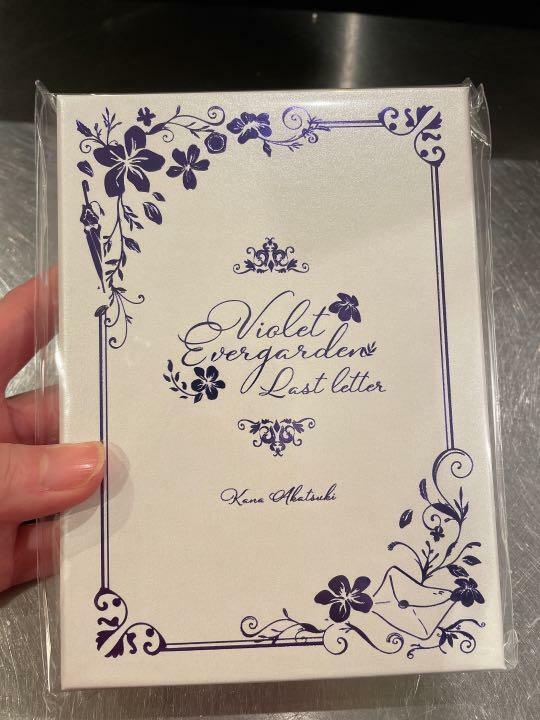 Violet
Evergarden
Last letter
Kana Akatsuki